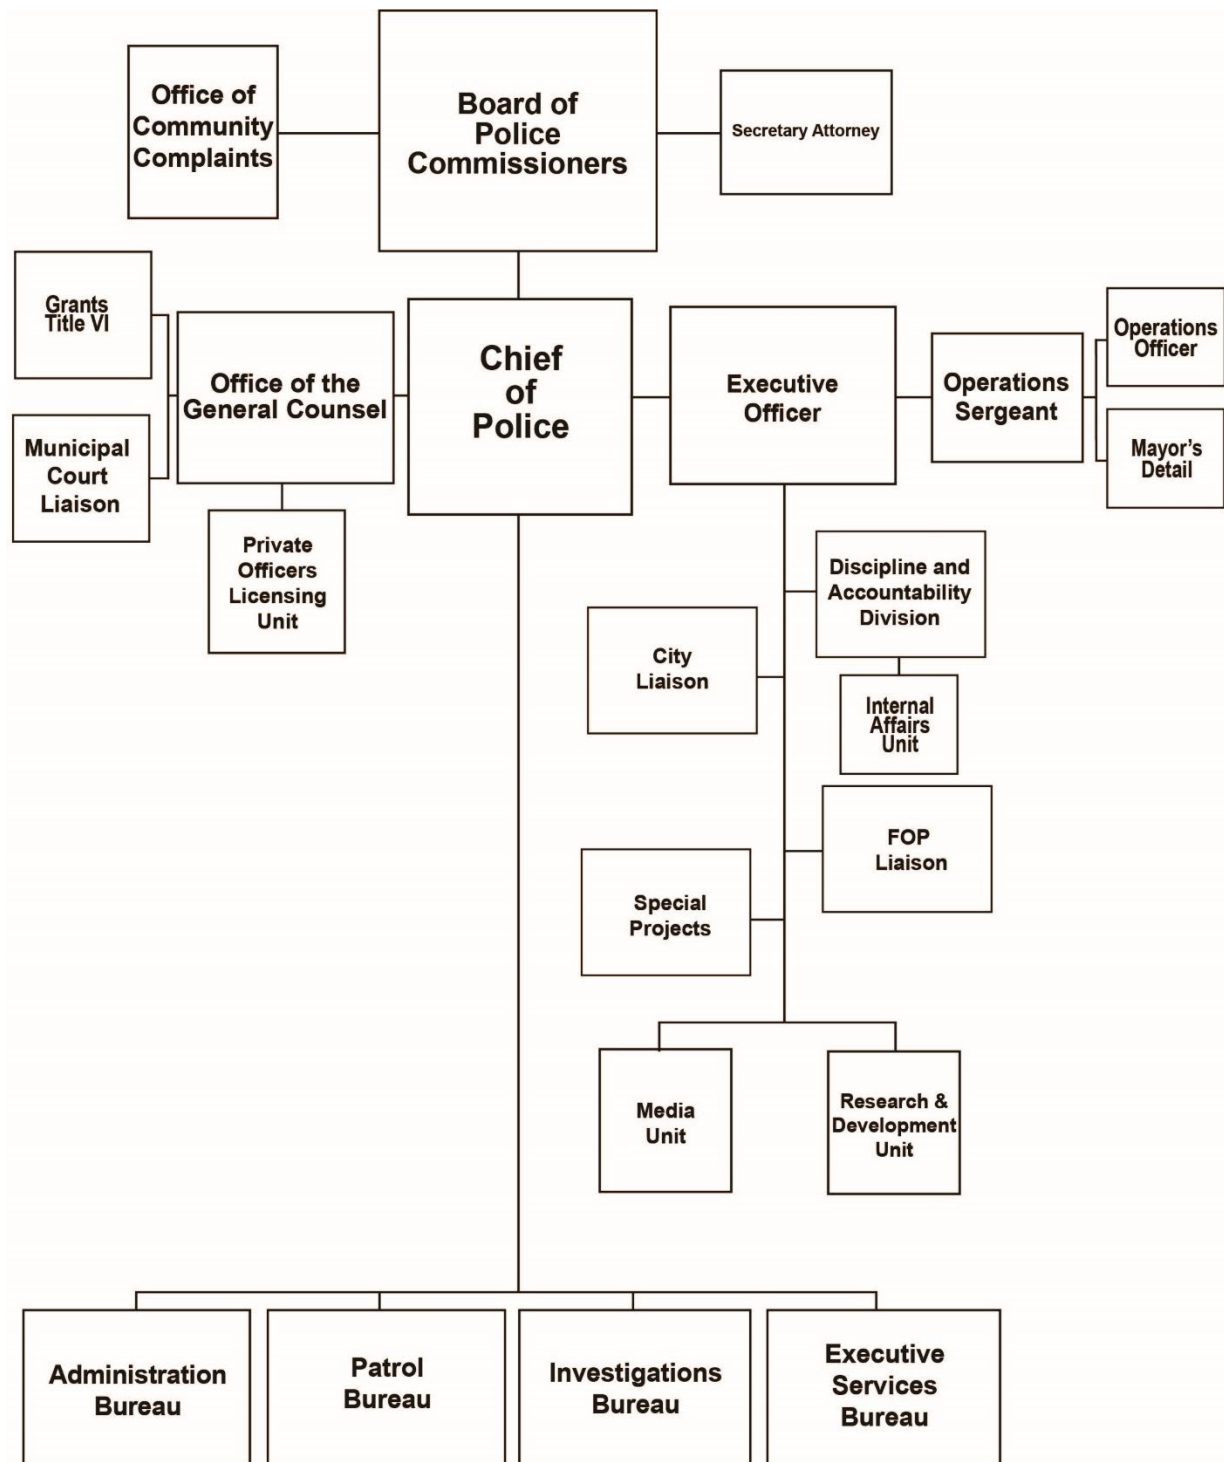 Office of
Community
Complaints
Board of
Police
Commissioners
Secretary Attorney
Grants
Title VI
Municipal
Court
Liaison
Office of the
General Counsel
Private
Officers
Licensing
Unit
Chief
of
Police
Executive
Officer
Operations
Sergeant
Operations
Officer
Mayor's
Detail
Discipline and
Accountability
Division
City
Liaison
Internal
Affairs
Unit
FOP
Liaison
Special
Projects
Media
Unit
Research &
Development
Unit
Administration
Bureau
Patrol
Bureau
Investigations
Bureau
Executive
Services
Bureau